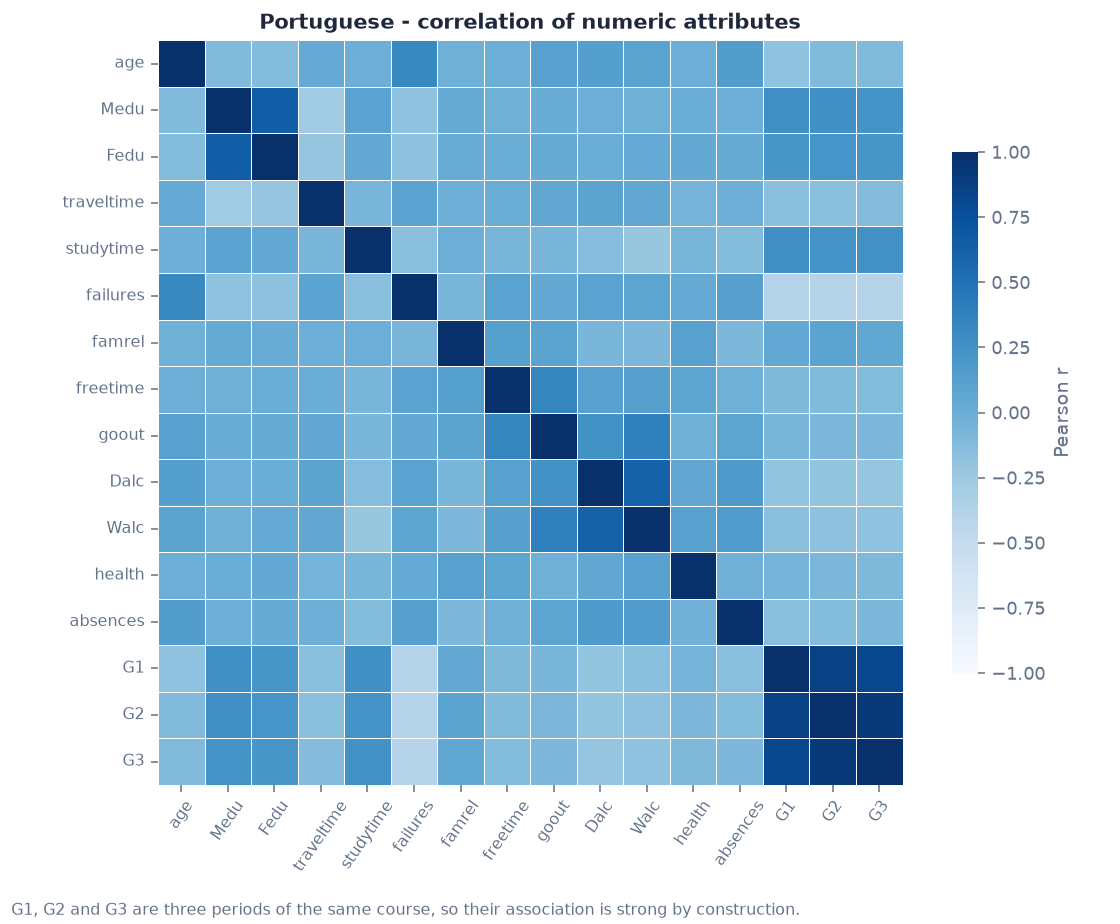 Portuguese - correlation of numeric attributes
age
Medu
Fedu
traveltime
studytime
failures
famrel
freetime
goout
Dalc
Walc
health
absences
G1
G2
G3
age
Medu
Fedu
traveltime
studytime
failures
famrel
freetime
goout
Dalc
Walc
health
absences
G1
G2
G3
1.00
0.75
0.50
0.25
0.00
−0.25
−0.50
−0.75
−1.00
Pearson r
G1, G2 and G3 are three periods of the same course, so their association is strong by construction.